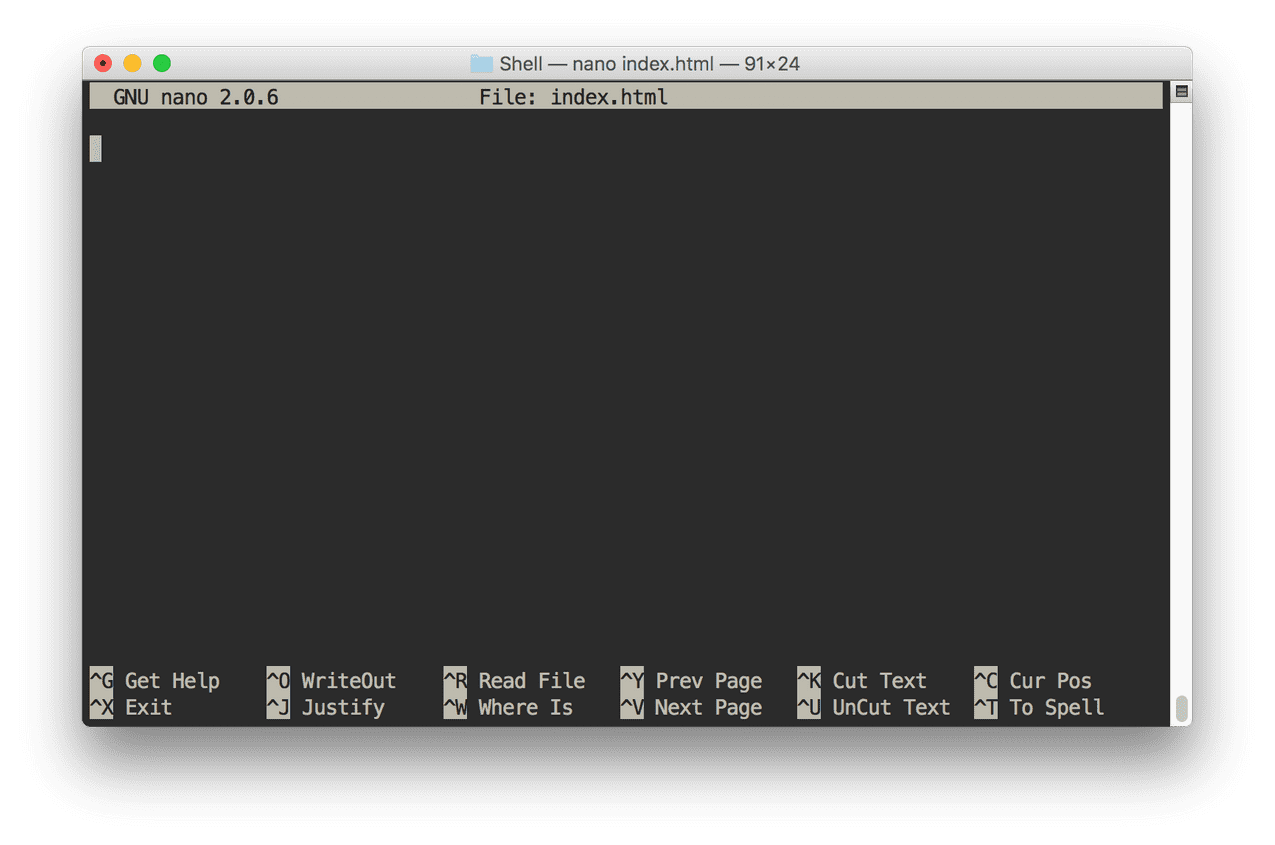 Shell — nano index.html — 91×24
GNU nano 2.0.6 File: index.html
^G Get Help ^O WriteOut ^R Read File ^Y Prev Page ^K Cut Text ^C Cur Pos
^X Exit ^J Justify ^W Where Is ^V Next Page ^U UnCut Text ^T To Spell